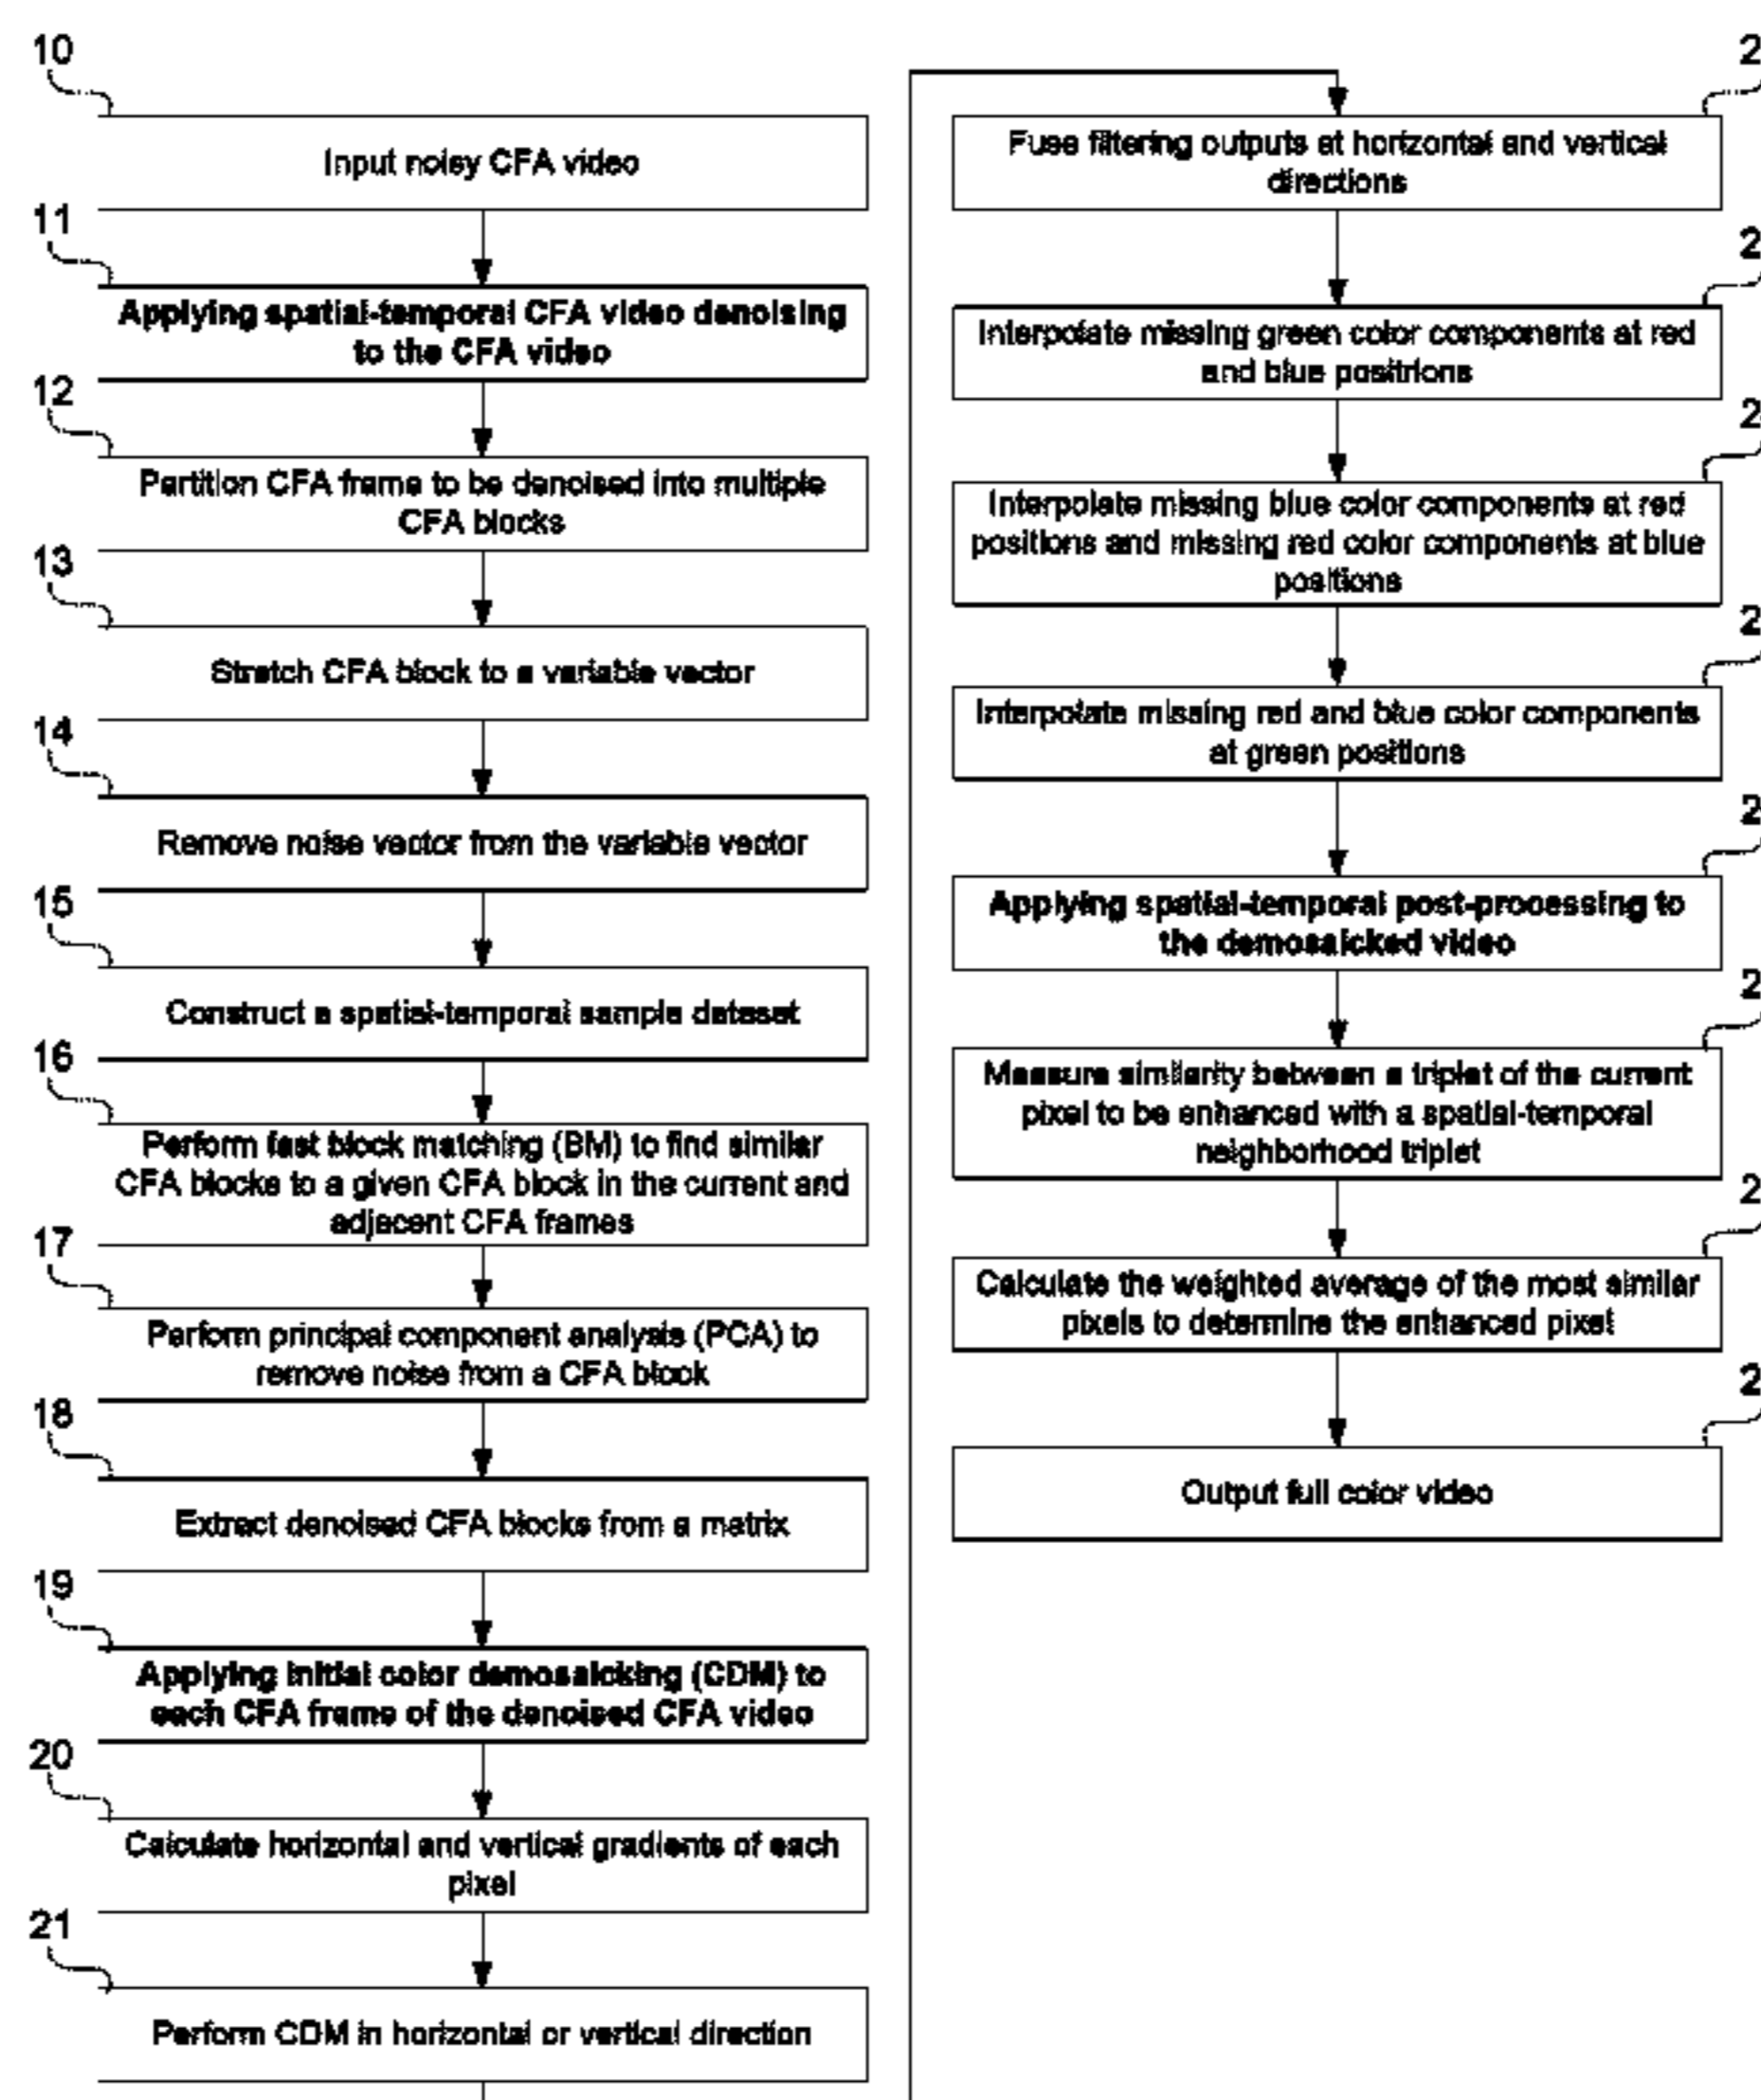 10
Input noisy CFA video
11
Applying spatial-temporal CFA video denoising
to the CFA video
12
Partition CFA frame to be denoised into multiple
CFA blocks
13
Stretch CFA block to a variable vector
14
Remove noise vector from the variable vector
15
Construct a spatial-temporal sample dataset
16
Perform fast block matching (BM) to find similar
CFA blocks to a given CFA block in the current and
adjacent CFA frames
17
Perform principal component analysis (PCA) to
remove noise from a CFA block
18
Extract denoised CFA blocks from a matrix
19
Applying initial color demosaicking (CDM) to
each CFA frame of the denoised CFA video
20
Calculate horizontal and vertical gradients of each
pixel
21
Perform CDM in horizontal or vertical direction
2
Fuse filtering outputs at horizontal and vertical
directions
2
Interpolate missing green color components at red
and blue positrions
2
Interpolate missing blue color components at red
positions and missing red color components at blue
positions
2
Interpolate missing red and blue color components
at green positions
2
Applying spatial-temporal post-processing to
the demosaicked video
2
Measure similarity between a triplet of the current
pixel to be enhanced with a spatial-temporal
neighborhood triplet
2
Calculate the weighted average of the most similar
pixels to determine the enhanced pixel
2
Output full color video